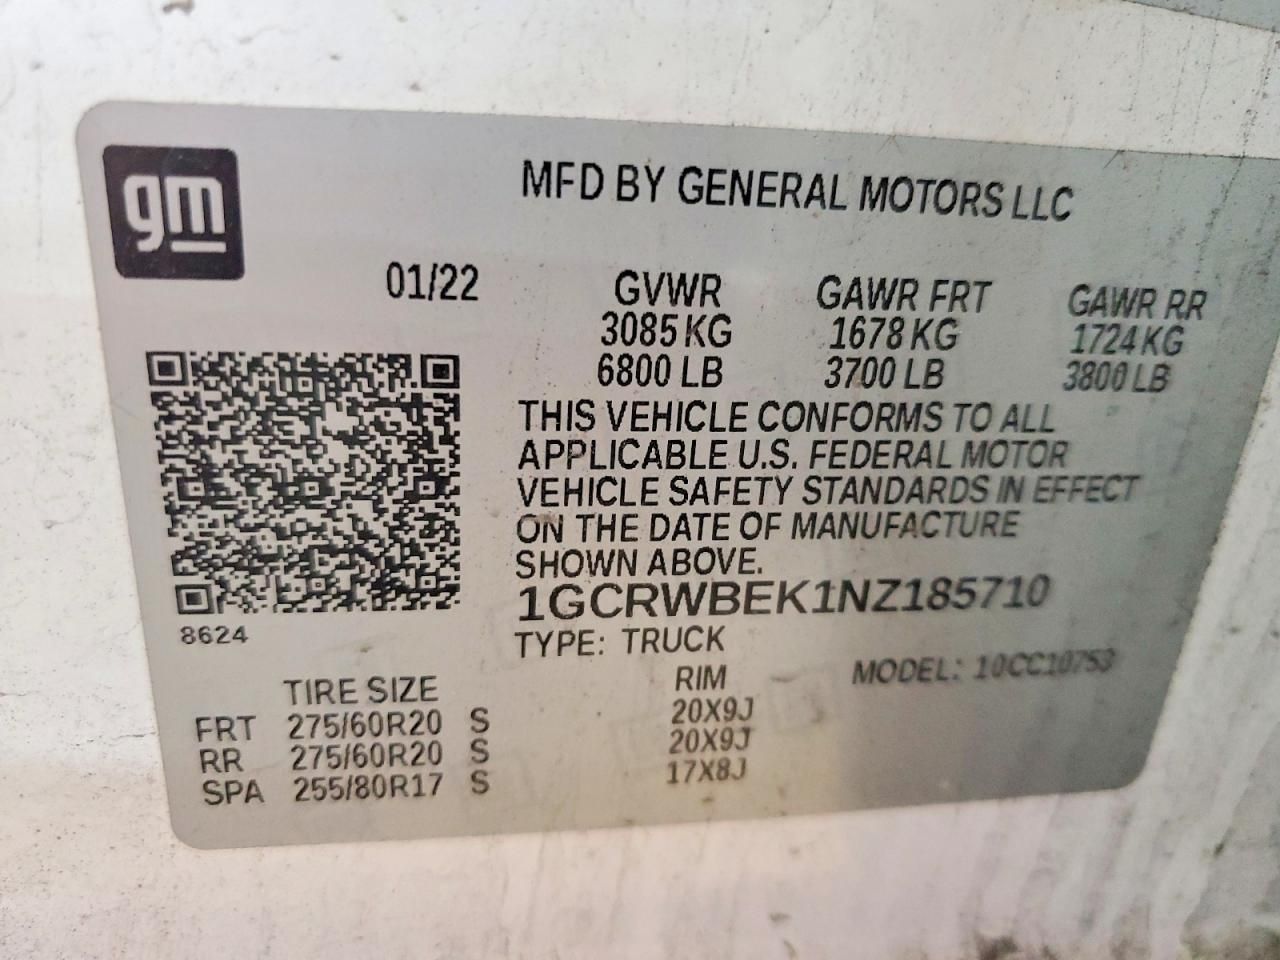 gm
MFD BY GENERAL MOTORS LLC
01/22 GVWR GAWR FRT GAWR RR
3085 KG 1678 KG 1724 KG
6800 LB 3700 LB 3800 LB
THIS VEHICLE CONFORMS TO ALL
APPLICABLE U.S. FEDERAL MOTOR
VEHICLE SAFETY STANDARDS IN EFFECT
ON THE DATE OF MANUFACTURE
SHOWN ABOVE.
1GCRWBEK1NZ185710
8624
TYPE: TRUCK
MODEL: 10CC10753
TIRE SIZE RIM
FRT 275/60R20 S 20X9J
RR 275/60R20 S 20X9J
SPA 255/80R17 S 17X8J